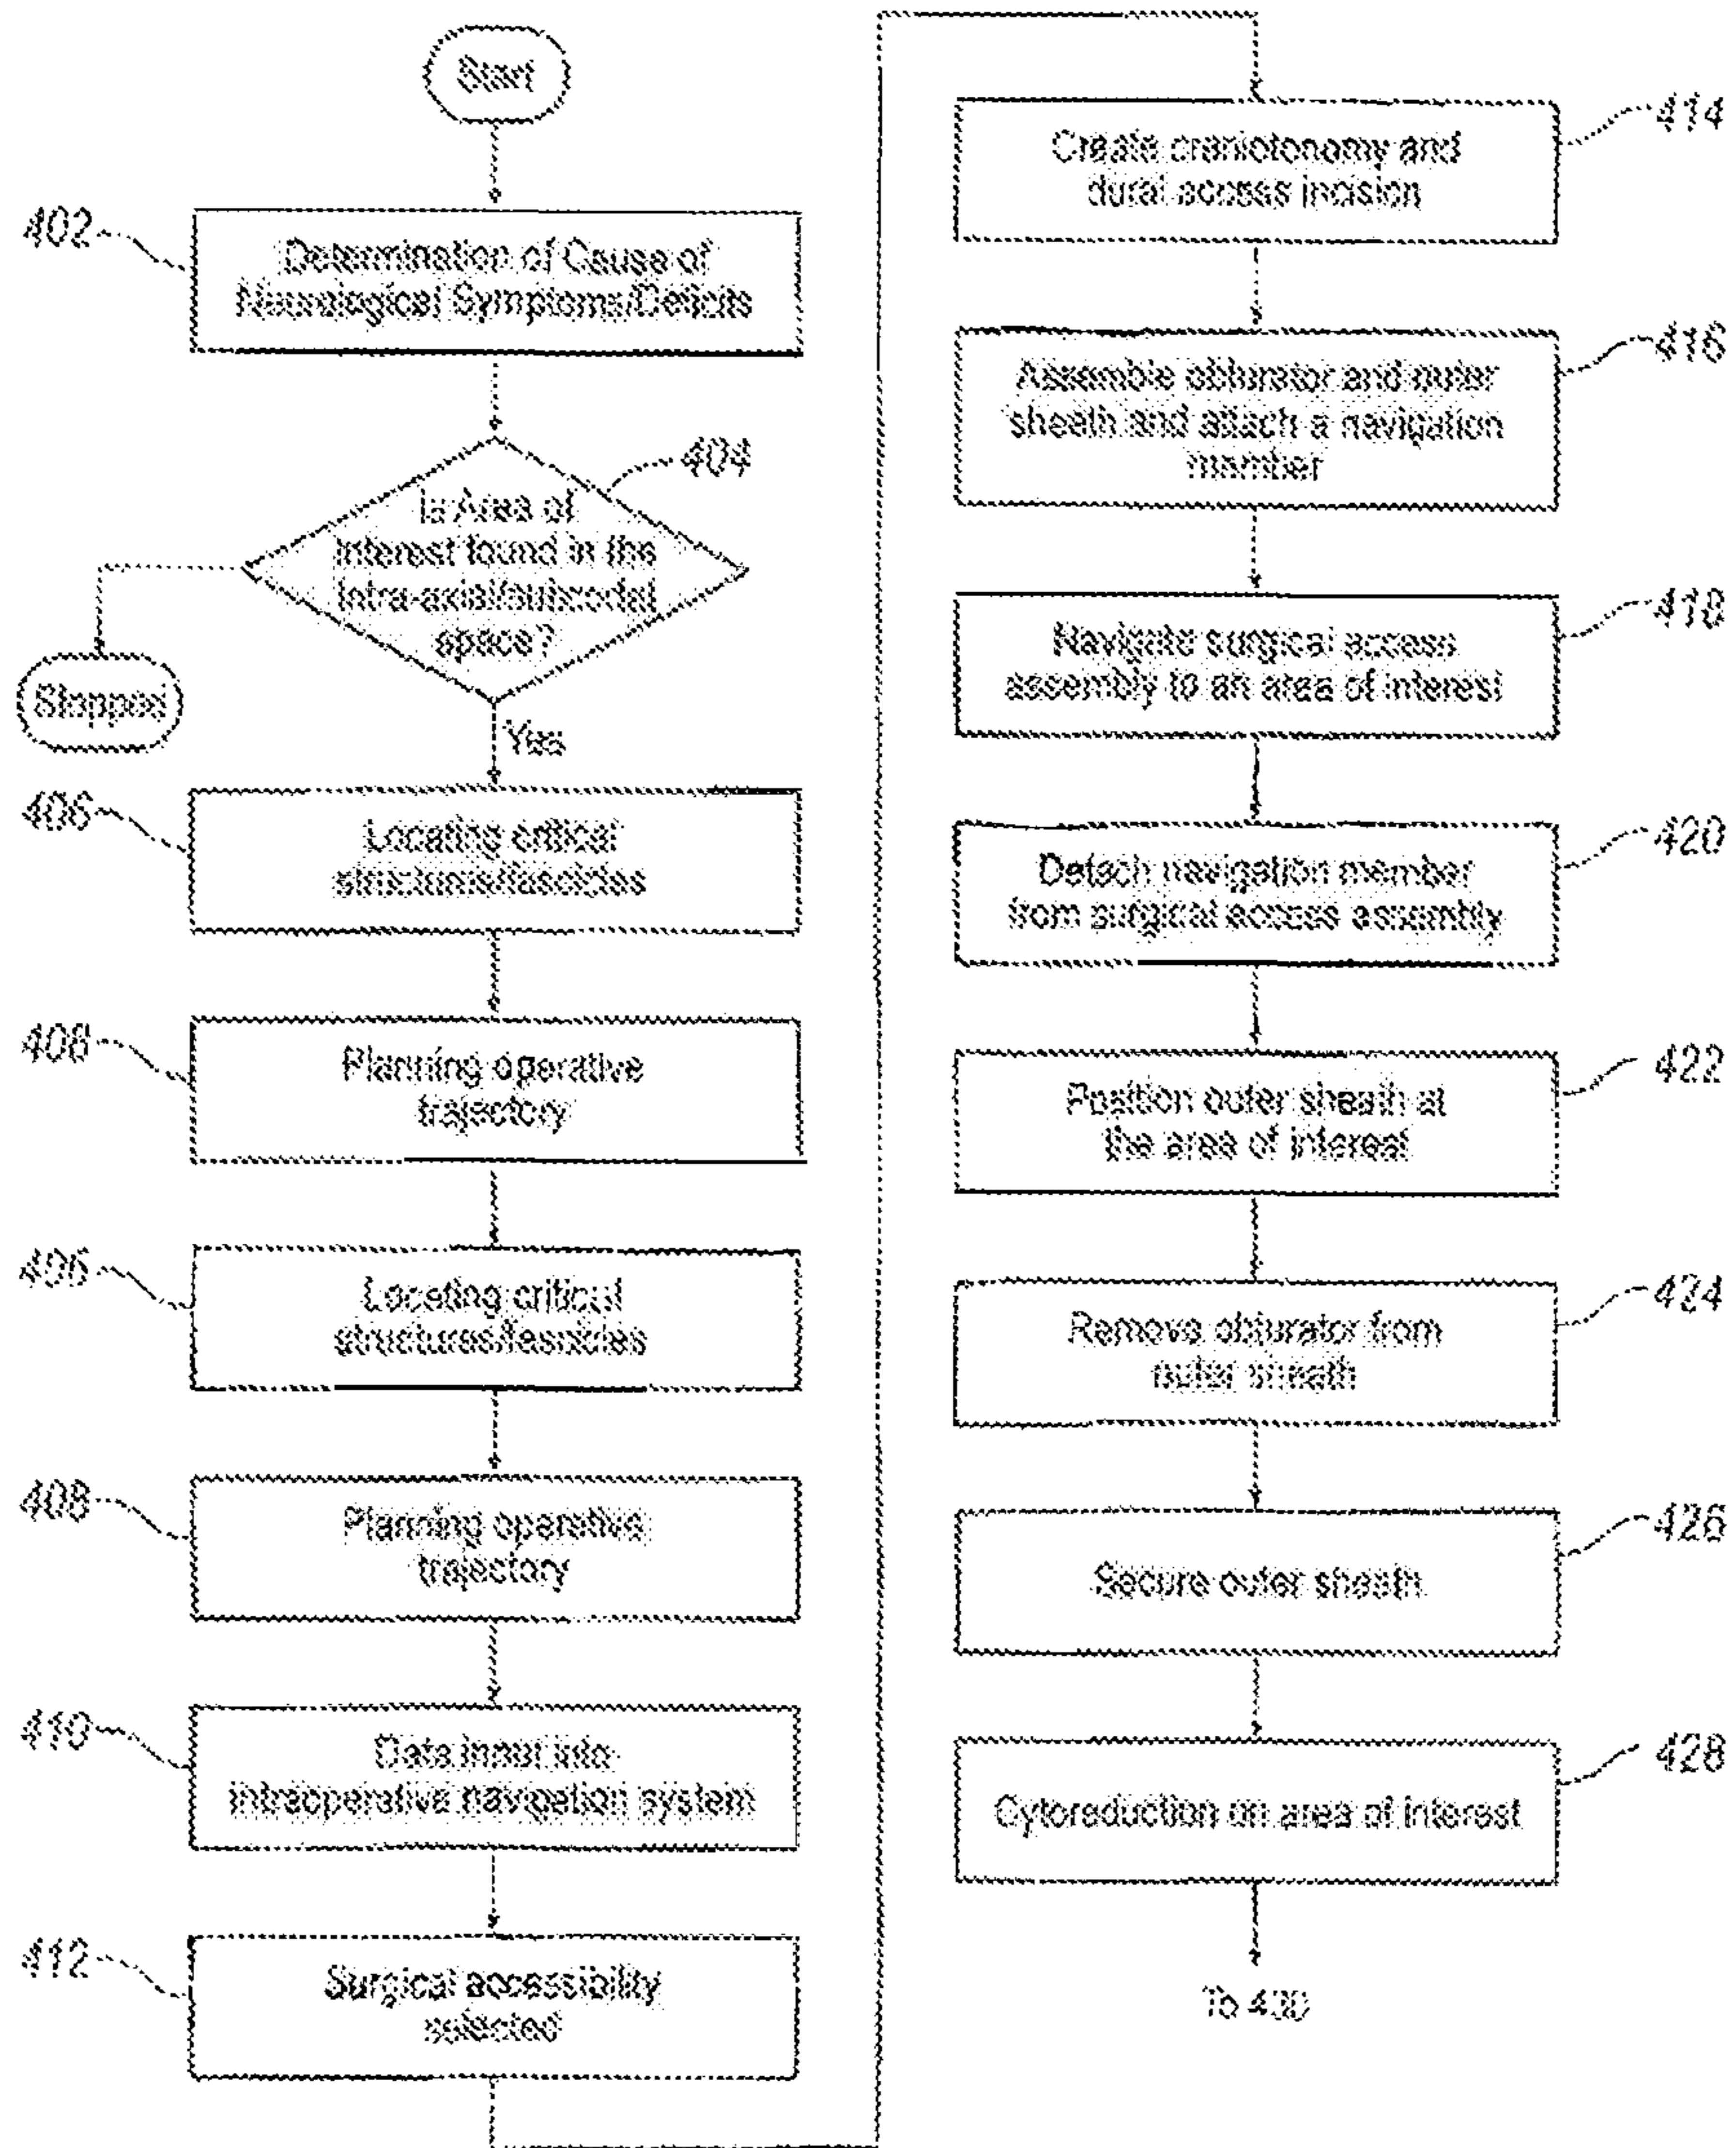 Start
402
Determination of Cause of
Neurological Symptoms/Deficits
404
Is Area of
Interest found in the
Intra-axial/subcortical
space?
Stopped
Yes
406
Locating critical
structures/fascicles
408
Planning operative
trajectory
406
Locating critical
structures/fascicles
408
Planning operative
trajectory
410
Data input into
intraoperative navigation system
412
Surgical accessibility
selected
414
Create craniotonomy and
dural access incision
416
Assemble obturator and outer
sheath and attach a navigation
member
418
Navigate surgical access
assembly to an area of interest
420
Detach navigation member
from surgical access assembly
422
Position outer sheath at
the area of interest
424
Remove obturator from
outer sheath
426
Secure outer sheath
428
Cytoreduction on area of interest
To 430